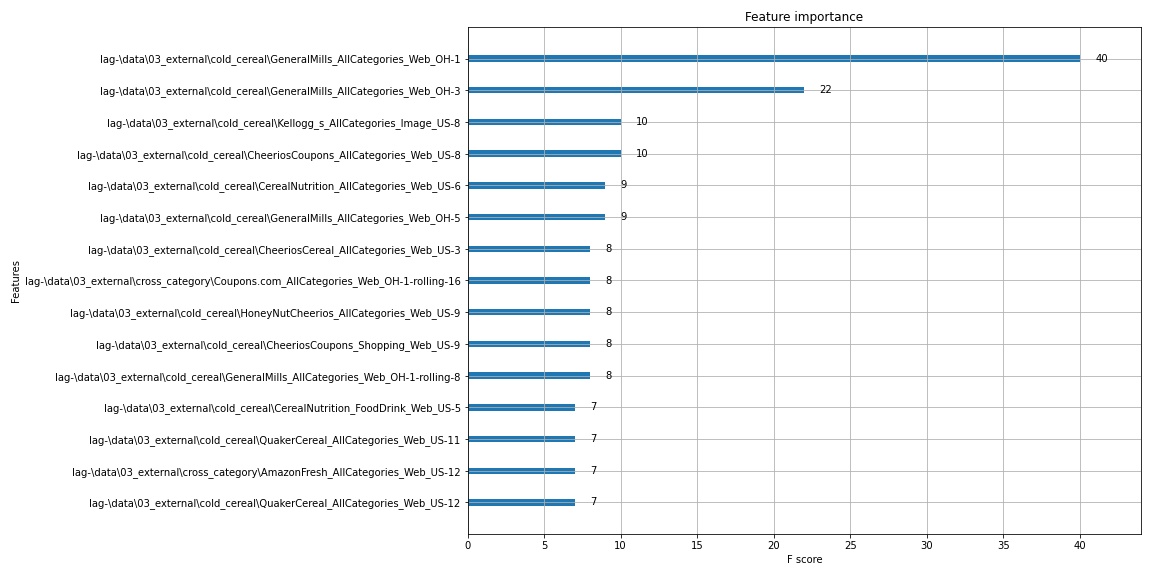 Feature importance
lag-\data\03_external\cold_cereal\GeneralMills_AllCategories_Web_OH-1
40
lag-\data\03_external\cold_cereal\GeneralMills_AllCategories_Web_OH-3
22
lag-\data\03_external\cold_cereal\Kellogg_s_AllCategories_Image_US-8
10
lag-\data\03_external\cold_cereal\CheeriosCoupons_AllCategories_Web_US-8
10
lag-\data\03_external\cold_cereal\CerealNutrition_AllCategories_Web_US-6
9
lag-\data\03_external\cold_cereal\GeneralMills_AllCategories_Web_OH-5
9
lag-\data\03_external\cold_cereal\CheeriosCereal_AllCategories_Web_US-3
8
lag-\data\03_external\cross_category\Coupons.com_AllCategories_Web_OH-1-rolling-16
8
lag-\data\03_external\cold_cereal\HoneyNutCheerios_AllCategories_Web_US-9
8
lag-\data\03_external\cold_cereal\CheeriosCoupons_Shopping_Web_US-9
8
lag-\data\03_external\cold_cereal\GeneralMills_AllCategories_Web_OH-1-rolling-8
8
lag-\data\03_external\cold_cereal\CerealNutrition_FoodDrink_Web_US-5
7
lag-\data\03_external\cold_cereal\QuakerCereal_AllCategories_Web_US-11
7
lag-\data\03_external\cross_category\AmazonFresh_AllCategories_Web_US-12
7
lag-\data\03_external\cold_cereal\QuakerCereal_AllCategories_Web_US-12
7
Features
0 5 10 15 20 25 30 35 40
F score